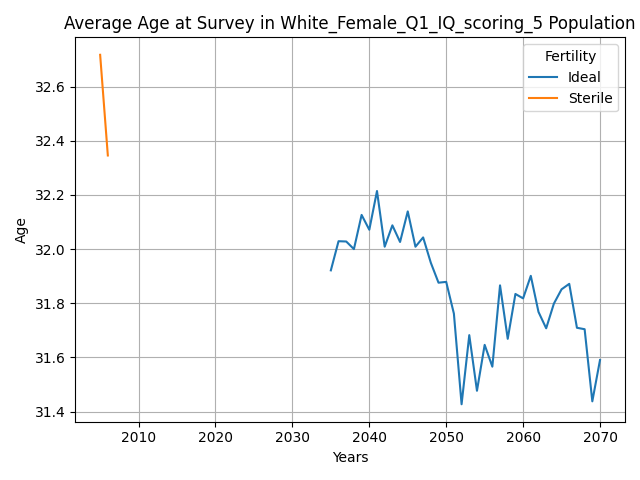 Average Age at Survey in White_Female_Q1_IQ_scoring_5 Population
Fertility
Ideal
Sterile
32.6
32.4
32.2
32.0
31.8
31.6
31.4
Age
2010 2020 2030 2040 2050 2060 2070
Years